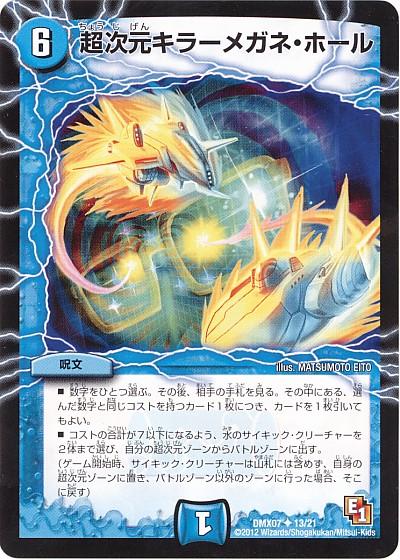 6
超次元キラーメガネ・ホール
ちょう じ げん
呪文
illus. MATSUMOTO EITO
■ 数字をひとつ選ぶ。その後、相手の手札を見る。その中にある、選
んだ数字と同じコストを持つカード1枚につき、カードを1枚引いて
もよい。
■ コストの合計が7以下になるよう、水のサイキック・クリーチャー
を2体まで選び、自分の超次元ゾーンからバトルゾーンに出す。
(ゲーム開始時、サイキック・クリーチャーは山札には含めず、自身の
超次元ゾーンに置き、バトルゾーン以外のゾーンに行った場合、そこ
に戻す)
1
E1
DMX07 ◆ 13/21
©2012 Wizards/Shogakukan/Mitsui-Kids